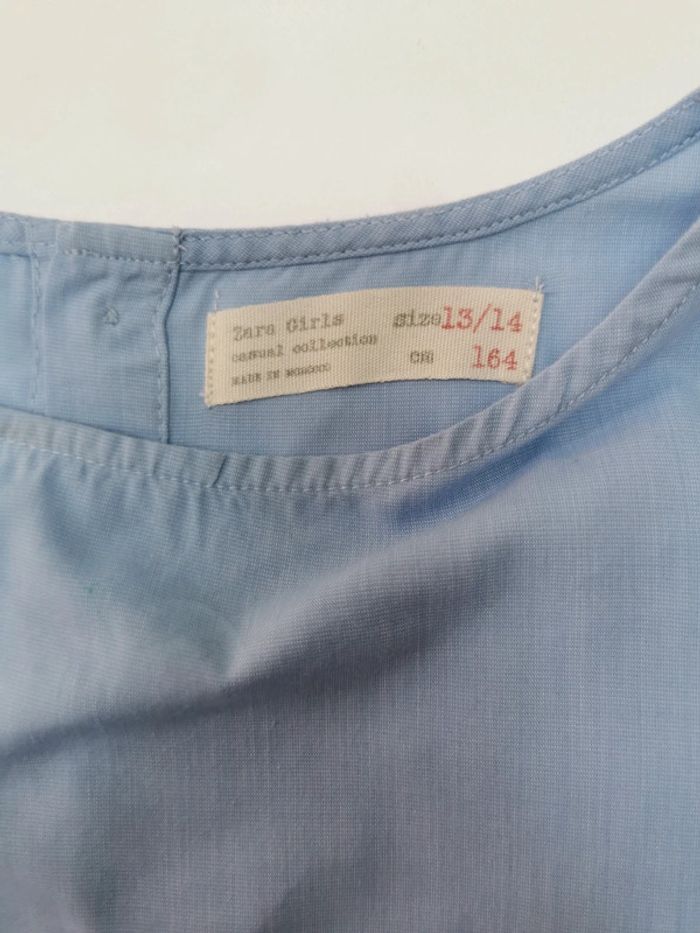 Zara Girls size 13/14
casual collection cm 164
MADE IN MOROCCO